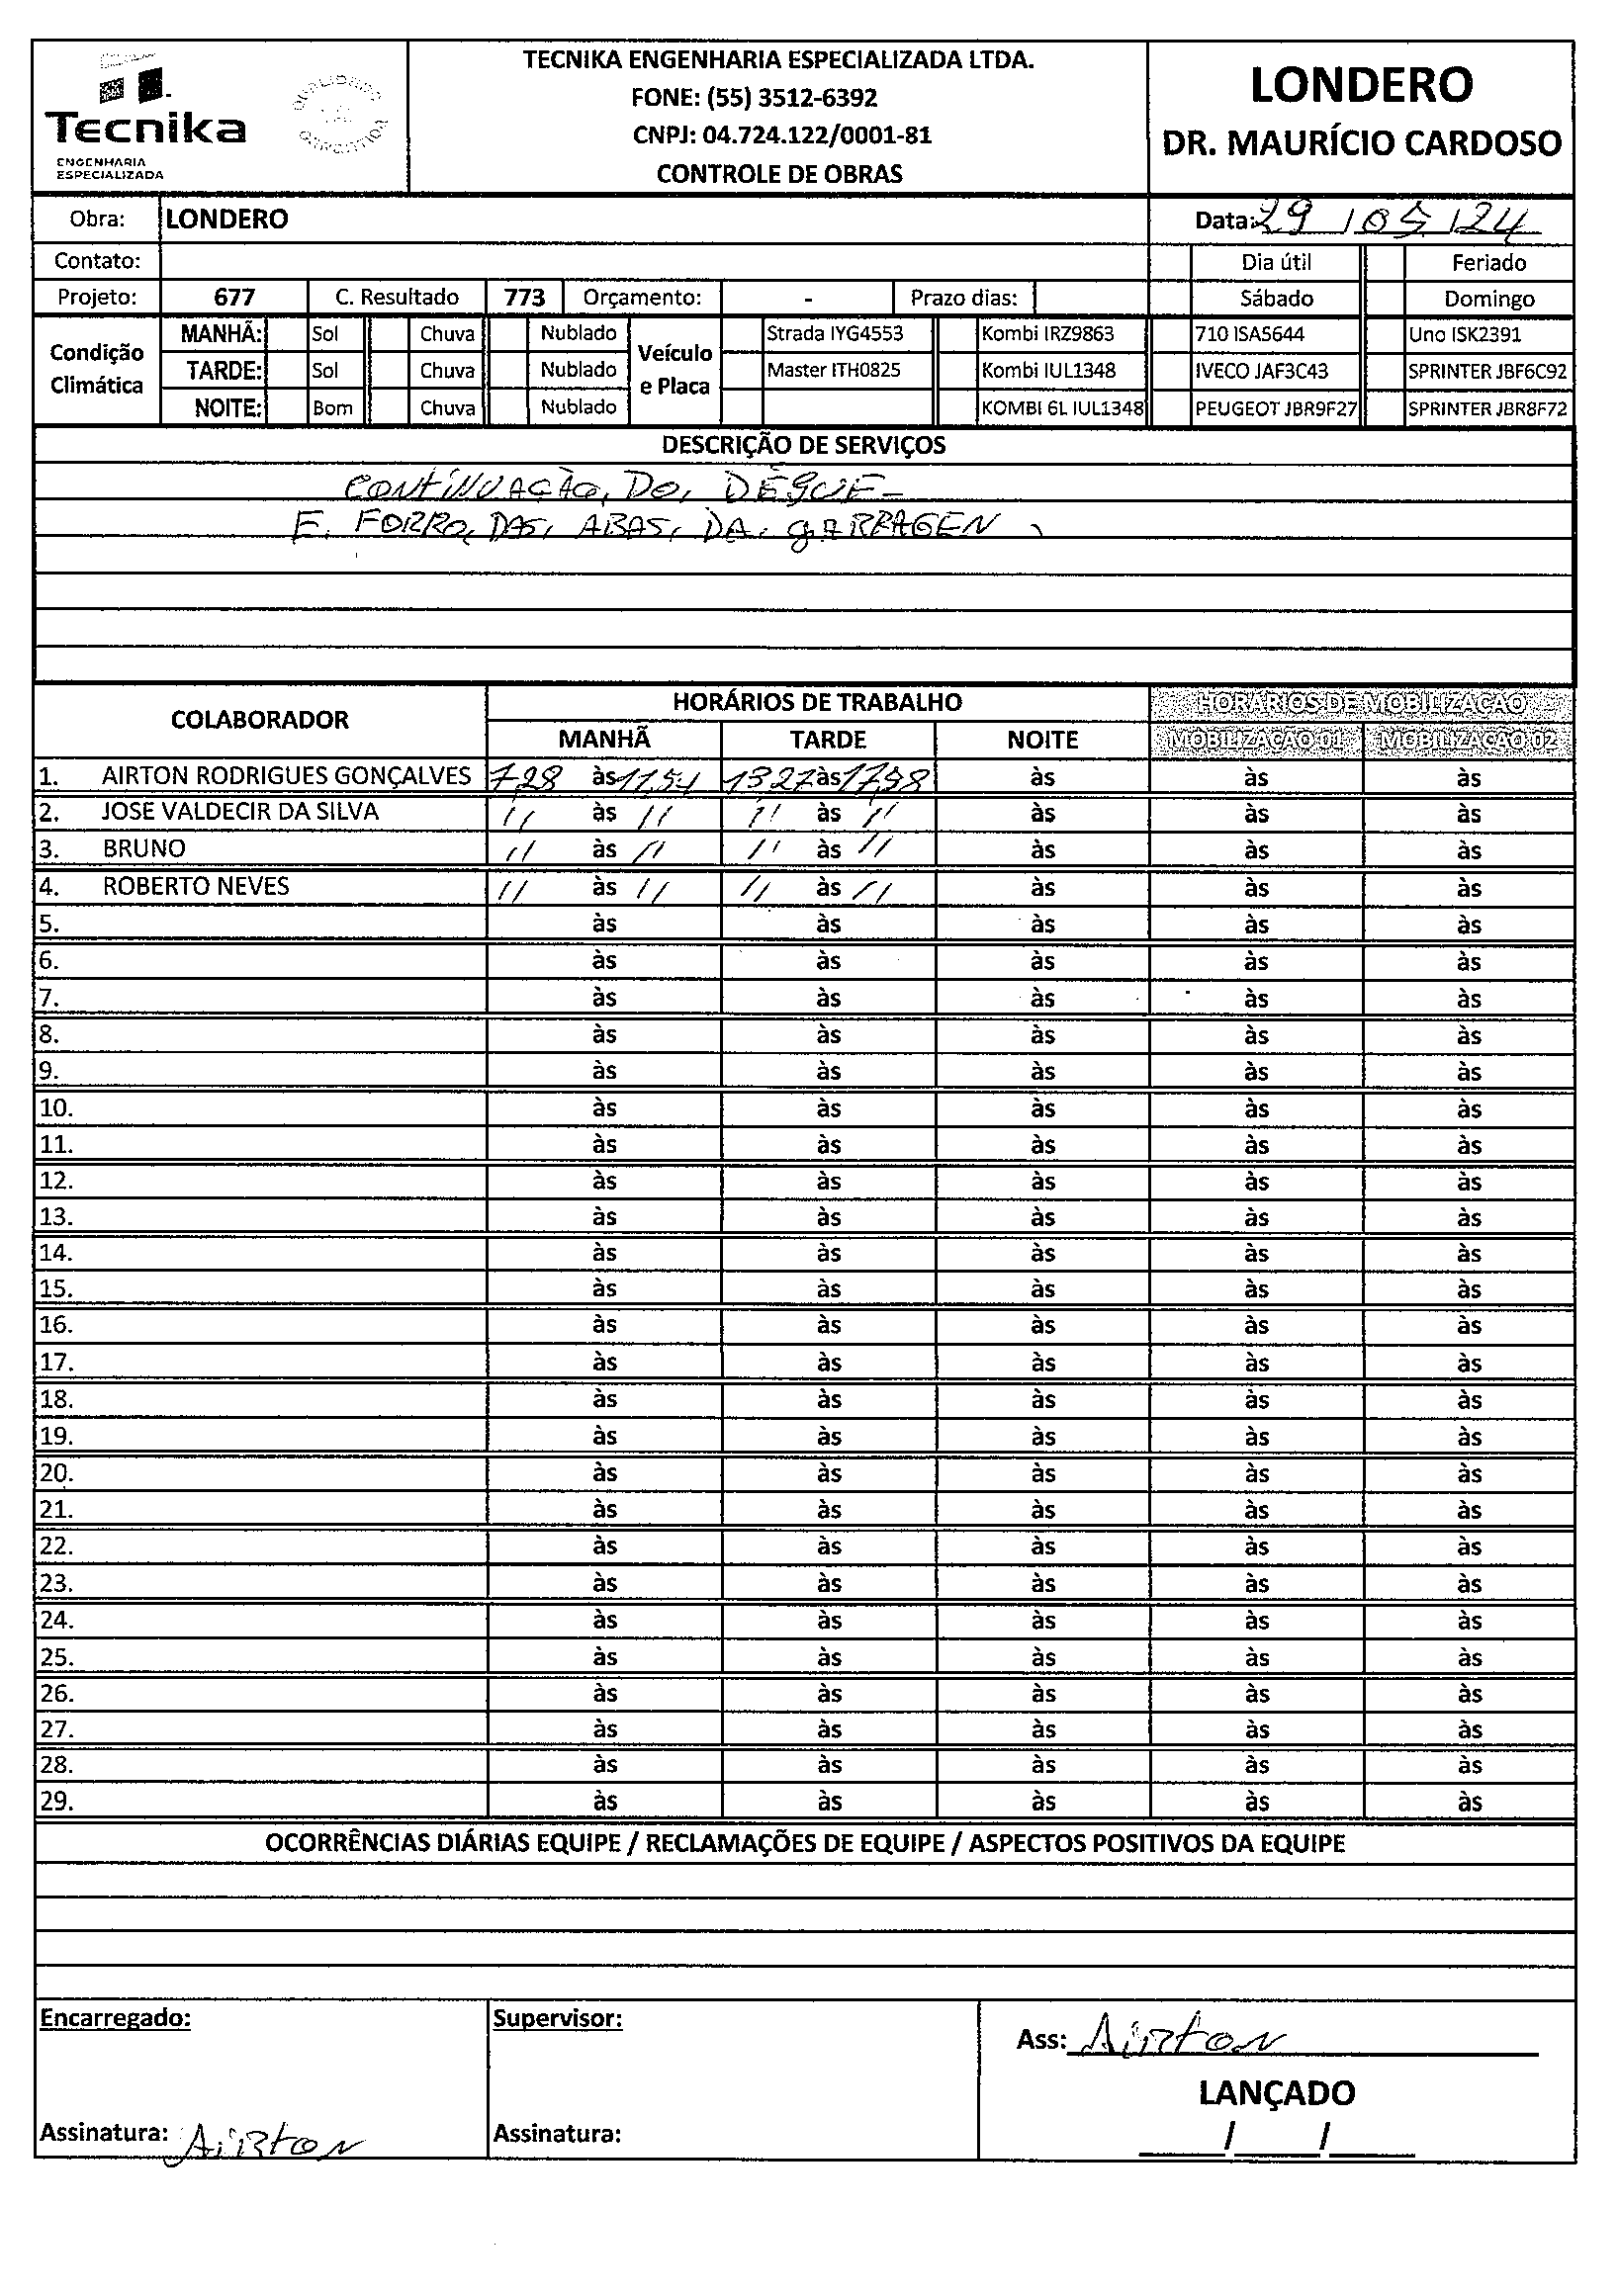 Tecnika
ENGENHARIA
ESPECIALIZADA
TECNIKA ENGENHARIA ESPECIALIZADA LTDA.
FONE: (55) 3512-6392
CNPJ: 04.724.122/0001-81
CONTROLE DE OBRAS
LONDERO
DR. MAURÍCIO CARDOSO
Obra: LONDERO Data: 29/05/24
Contato: Dia útil Feriado
Projeto: 677 C. Resultado 773 Orçamento: - Prazo dias: Sábado Domingo
Condição Climática
MANHÃ: Sol Chuva Nublado
TARDE: Sol Chuva Nublado
NOITE: Bom Chuva Nublado
Veículo e Placa
Strada IYG4553 Kombi IRZ9863 710 ISA5644 Uno ISK2391
Master ITH0825 Kombi IUL1348 IVECO JAF3C43 SPRINTER JBF6C92
KOMBI 6L IUL1348 PEUGEOT JBR9F27 SPRINTER JBR8F72
DESCRIÇÃO DE SERVIÇOS
CONTINUAÇÃO, DO,
E, FORRO, DAS, ABAS, DA, gARRAGEN,
COLABORADOR HORÁRIOS DE TRABALHO HORÁRIOS DE MOBILIZAÇÃO
MANHÃ TARDE NOITE MOBILIZAÇÃO 01 MOBILIZAÇÃO 02
1. AIRTON RODRIGUES GONÇALVES 7,28 às 11,54 1327 às 17,58 às às às
2. JOSE VALDECIR DA SILVA // às // // às // às às às
3. BRUNO // às // // às // às às às
4. ROBERTO NEVES // às // // às // às às às
5. às às às às às
6. às às às às às
7. às às às às às
8. às às às às às
9. às às às às às
10. às às às às às
11. às às às às às
12. às às às às às
13. às às às às às
14. às às às às às
15. às às às às às
16. às às às às às
17. às às às às às
18. às às às às às
19. às às às às às
20. às às às às às
21. às às às às às
22. às às às às às
23. às às às às às
24. às às às às às
25. às às às às às
26. às às às às às
27. às às às às às
28. às às às às às
29. às às às às às
OCORRÊNCIAS DIÁRIAS EQUIPE / RECLAMAÇÕES DE EQUIPE / ASPECTOS POSITIVOS DA EQUIPE
Encarregado:
Assinatura: AiRton
Supervisor:
Assinatura:
Ass: AiRton
LANÇADO
___/___/___